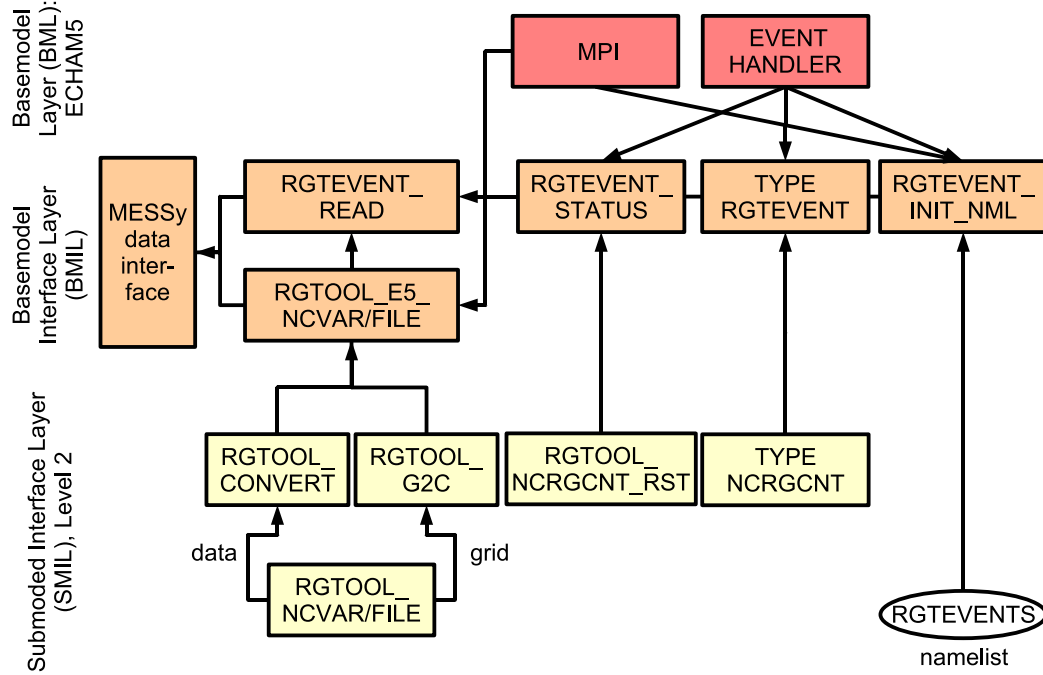 Basemodel
Layer (BML):
ECHAM5
MPI
EVENT
HANDLER
Basemodel
Interface Layer
(BMIL)
MESSy
data
inter-
face
RGTEVENT_
READ
RGTEVENT_
STATUS
TYPE
RGTEVENT
RGTEVENT_
INIT_NML
RGTOOL_E5_
NCVAR/FILE
Submoded Interface Layer
(SMIL), Level 2
RGTOOL_
CONVERT
RGTOOL_
G2C
RGTOOL_
NCRGCNT_RST
TYPE
NCRGCNT
data
grid
RGTOOL_
NCVAR/FILE
RGTEVENTS
namelist